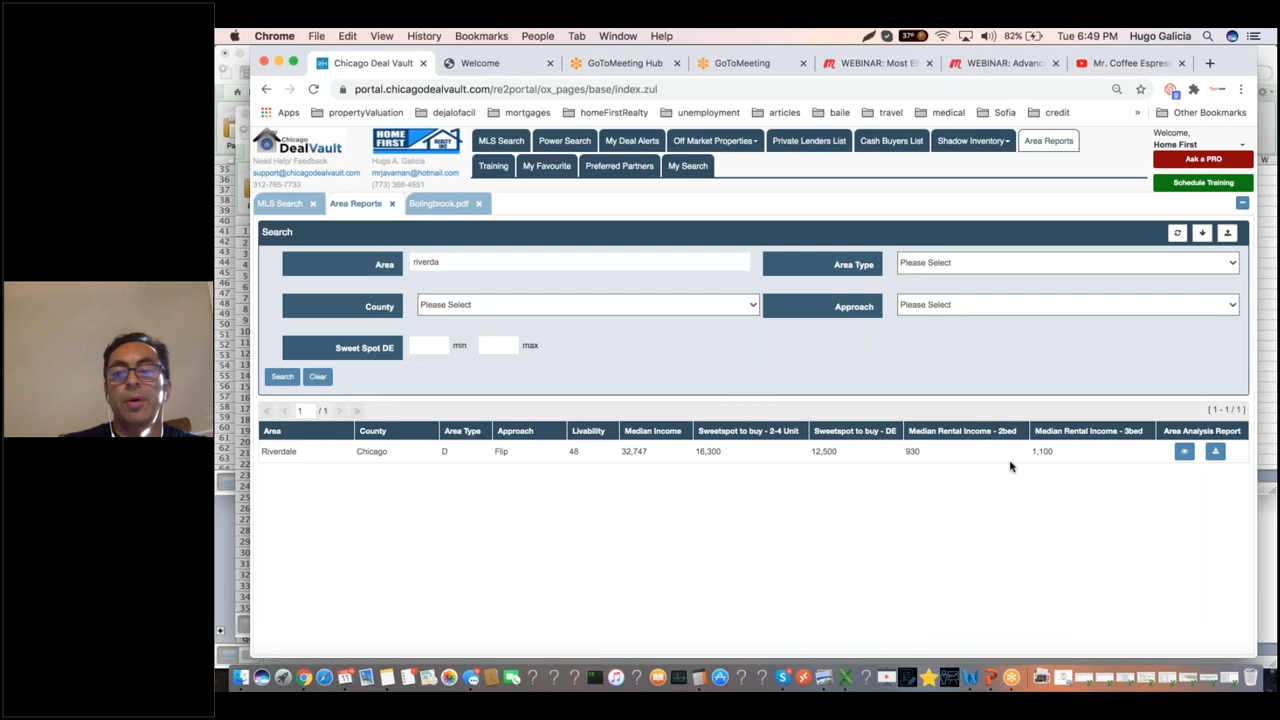 Chrome File Edit View History Bookmarks People Tab Window Help 37° 82% Tue 6:49 PM Hugo Galicia
Chicago Deal Vault Welcome GoToMeeting Hub GoToMeeting WEBINAR: Most Ef WEBINAR: Advanc Mr. Coffee Espres
portal.chicagodealvault.com/re2portal/ox_pages/base/index.zul
Apps propertyValuation dejalofacil homeFirstRealty unemployment articles baile travel medical Sofia mortgages credit » Other Bookmarks
Chicago DealVault
Need Help/ Feedback
support@chicagodealvault.com
312-765-7733
HOME FIRST
REALTY INC
Hugo A. Galicia
mrjavaman@hotmail.com
(773) 368-4551
MLS Search Power Search My Deal Alerts Off Market Properties Private Lenders List Cash Buyers List Shadow Inventory Area Reports
Training My Favourite Preferred Partners My Search
Welcome,
Home First
Ask a PRO
Schedule Training
MLS Search Area Reports Bolingbrook.pdf
Search
Area riverda Area Type Please Select
County Please Select Approach Please Select
Sweet Spot DE min max
Search Clear
1 / 1 [ 1 - 1 / 1 ]
Area County Area Type Approach Livability Median Income Sweetspot to buy - 2-4 Unit Sweetspot to buy - DE Median Rental Income - 2bed Median Rental Income - 3bed Area Analysis Report
Riverdale Chicago D Flip 48 32,747 16,300 12,500 930 1,100